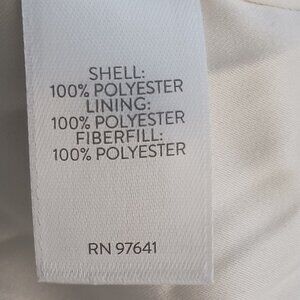 SHELL:
100% POLYESTER
LINING:
100% POLYESTER
FIBERFILL:
100% POLYESTER
RN 97641